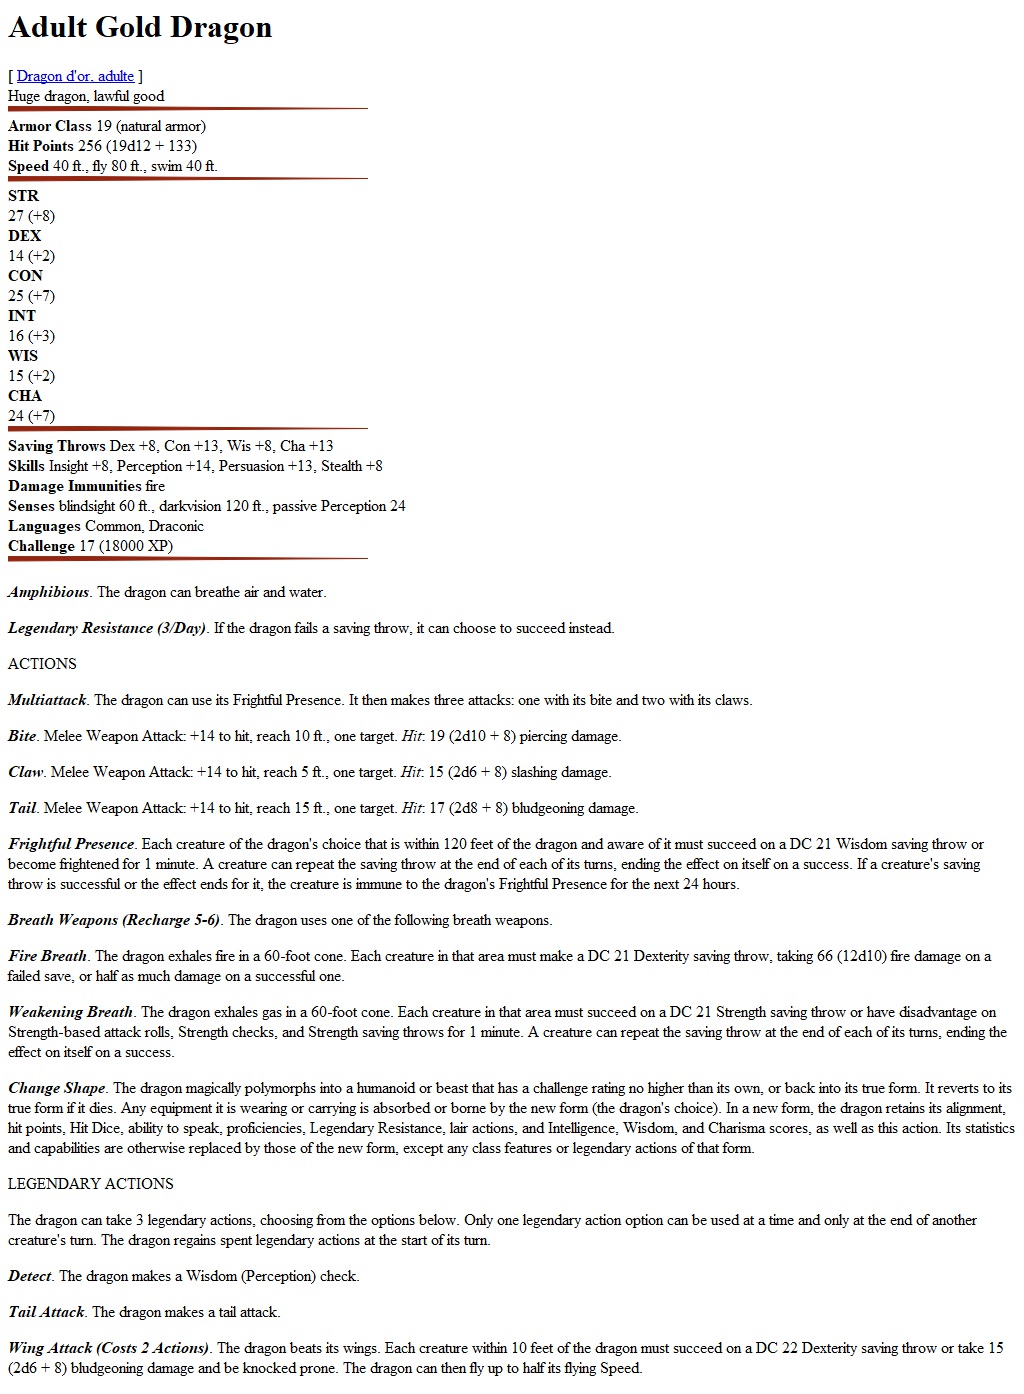 Adult Gold Dragon
[ Dragon d'or, adulte ]
Huge dragon, lawful good
Armor Class 19 (natural armor)
Hit Points 256 (19d12 + 133)
Speed 40 ft., fly 80 ft., swim 40 ft.
STR
27 (+8)
DEX
14 (+2)
CON
25 (+7)
INT
16 (+3)
WIS
15 (+2)
CHA
24 (+7)
Saving Throws Dex +8, Con +13, Wis +8, Cha +13
Skills Insight +8, Perception +14, Persuasion +13, Stealth +8
Damage Immunities fire
Senses blindsight 60 ft., darkvision 120 ft., passive Perception 24
Languages Common, Draconic
Challenge 17 (18000 XP)
Amphibious. The dragon can breathe air and water.
Legendary Resistance (3/Day). If the dragon fails a saving throw, it can choose to succeed instead.
ACTIONS
Multiattack. The dragon can use its Frightful Presence. It then makes three attacks: one with its bite and two with its claws.
Bite. Melee Weapon Attack: +14 to hit, reach 10 ft., one target. Hit: 19 (2d10 + 8) piercing damage.
Claw. Melee Weapon Attack: +14 to hit, reach 5 ft., one target. Hit: 15 (2d6 + 8) slashing damage.
Tail. Melee Weapon Attack: +14 to hit, reach 15 ft., one target. Hit: 17 (2d8 + 8) bludgeoning damage.
Frightful Presence. Each creature of the dragon's choice that is within 120 feet of the dragon and aware of it must succeed on a DC 21 Wisdom saving throw or
become frightened for 1 minute. A creature can repeat the saving throw at the end of each of its turns, ending the effect on itself on a success. If a creature's saving
throw is successful or the effect ends for it, the creature is immune to the dragon's Frightful Presence for the next 24 hours.
Breath Weapons (Recharge 5-6). The dragon uses one of the following breath weapons.
Fire Breath. The dragon exhales fire in a 60-foot cone. Each creature in that area must make a DC 21 Dexterity saving throw, taking 66 (12d10) fire damage on a
failed save, or half as much damage on a successful one.
Weakening Breath. The dragon exhales gas in a 60-foot cone. Each creature in that area must succeed on a DC 21 Strength saving throw or have disadvantage on
Strength-based attack rolls, Strength checks, and Strength saving throws for 1 minute. A creature can repeat the saving throw at the end of each of its turns, ending the
effect on itself on a success.
Change Shape. The dragon magically polymorphs into a humanoid or beast that has a challenge rating no higher than its own, or back into its true form. It reverts to its
true form if it dies. Any equipment it is wearing or carrying is absorbed or borne by the new form (the dragon's choice). In a new form, the dragon retains its alignment,
hit points, Hit Dice, ability to speak, proficiencies, Legendary Resistance, lair actions, and Intelligence, Wisdom, and Charisma scores, as well as this action. Its statistics
and capabilities are otherwise replaced by those of the new form, except any class features or legendary actions of that form.
LEGENDARY ACTIONS
The dragon can take 3 legendary actions, choosing from the options below. Only one legendary action option can be used at a time and only at the end of another
creature's turn. The dragon regains spent legendary actions at the start of its turn.
Detect. The dragon makes a Wisdom (Perception) check.
Tail Attack. The dragon makes a tail attack.
Wing Attack (Costs 2 Actions). The dragon beats its wings. Each creature within 10 feet of the dragon must succeed on a DC 22 Dexterity saving throw or take 15
(2d6 + 8) bludgeoning damage and be knocked prone. The dragon can then fly up to half its flying Speed.